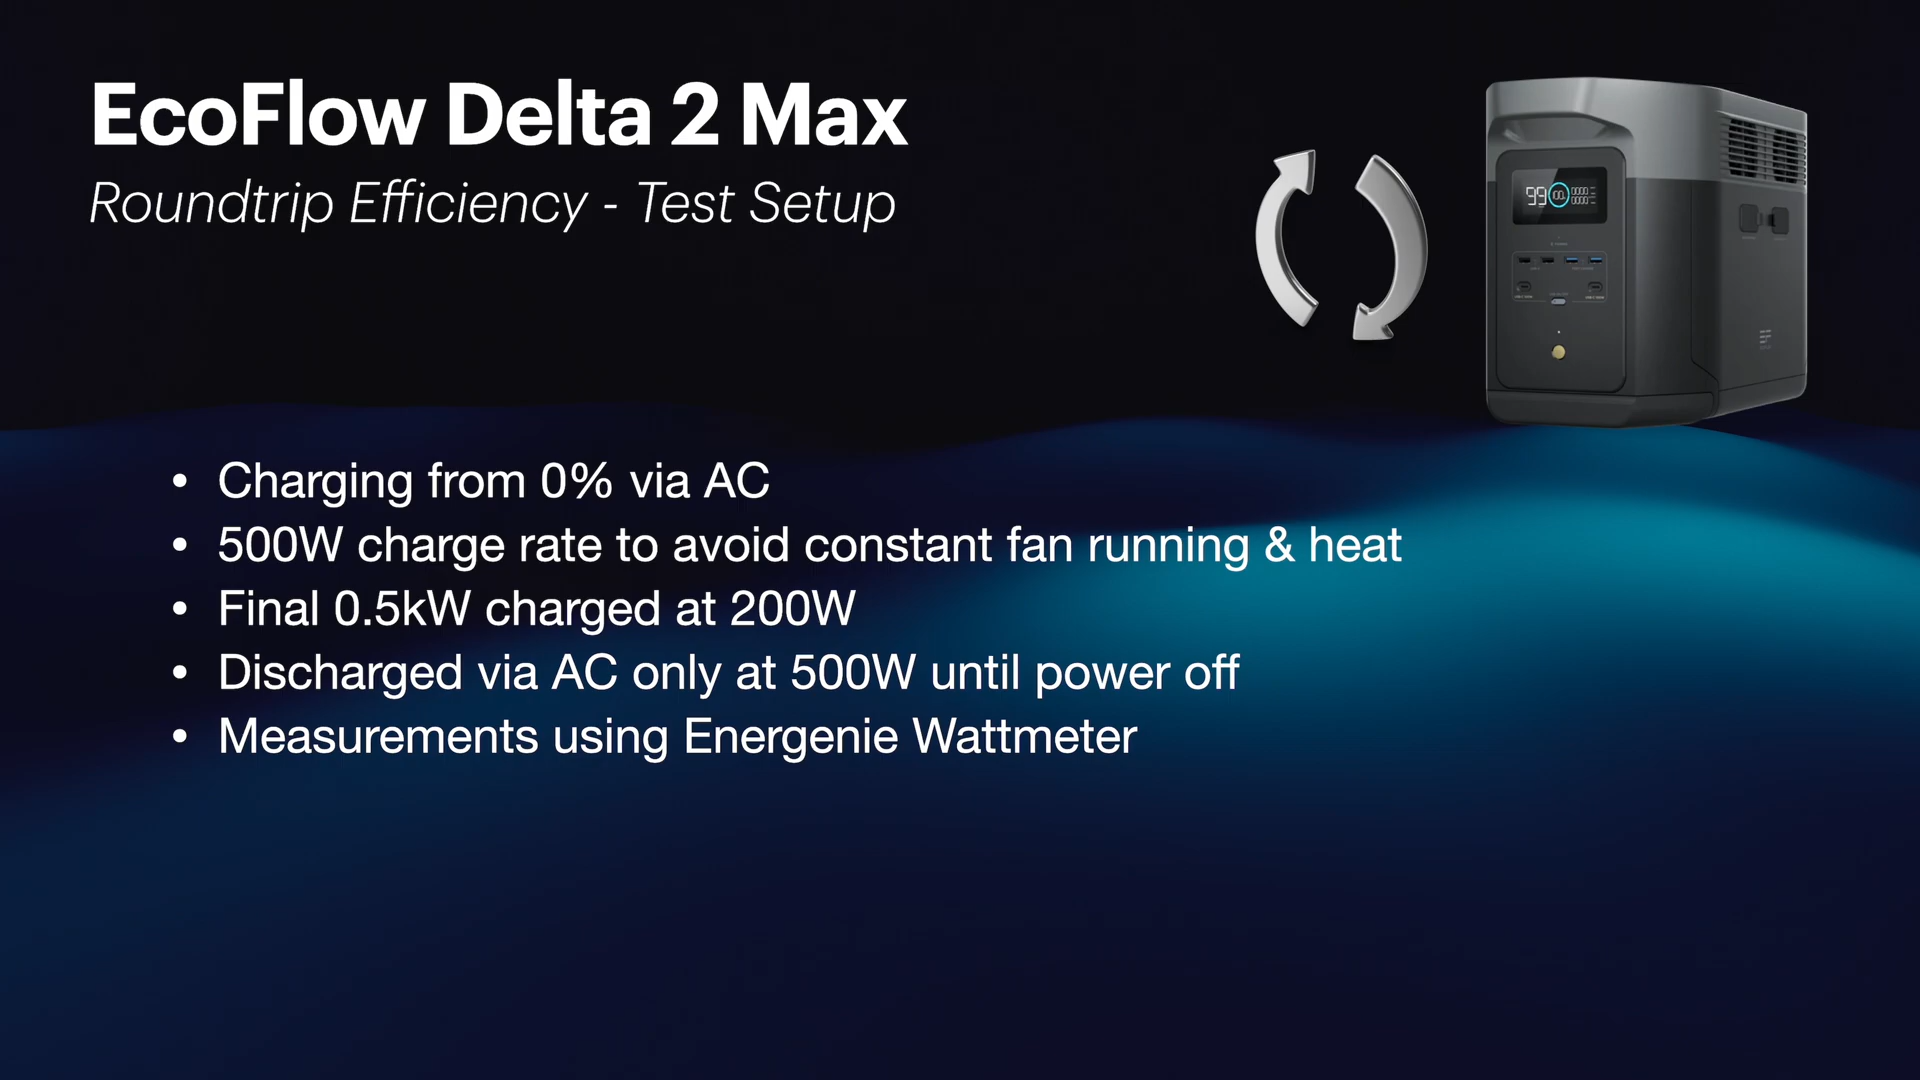 EcoFlow Delta 2 Max
Roundtrip Efficiency - Test Setup
99
100
• Charging from 0% via AC
• 500W charge rate to avoid constant fan running & heat
• Final 0.5kW charged at 200W
• Discharged via AC only at 500W until power off
• Measurements using Energenie Wattmeter